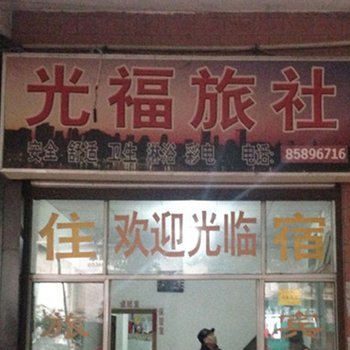 光福旅社
安全 舒适 卫生 淋浴 彩电 电话: 85896716
住 欢迎光临 宿